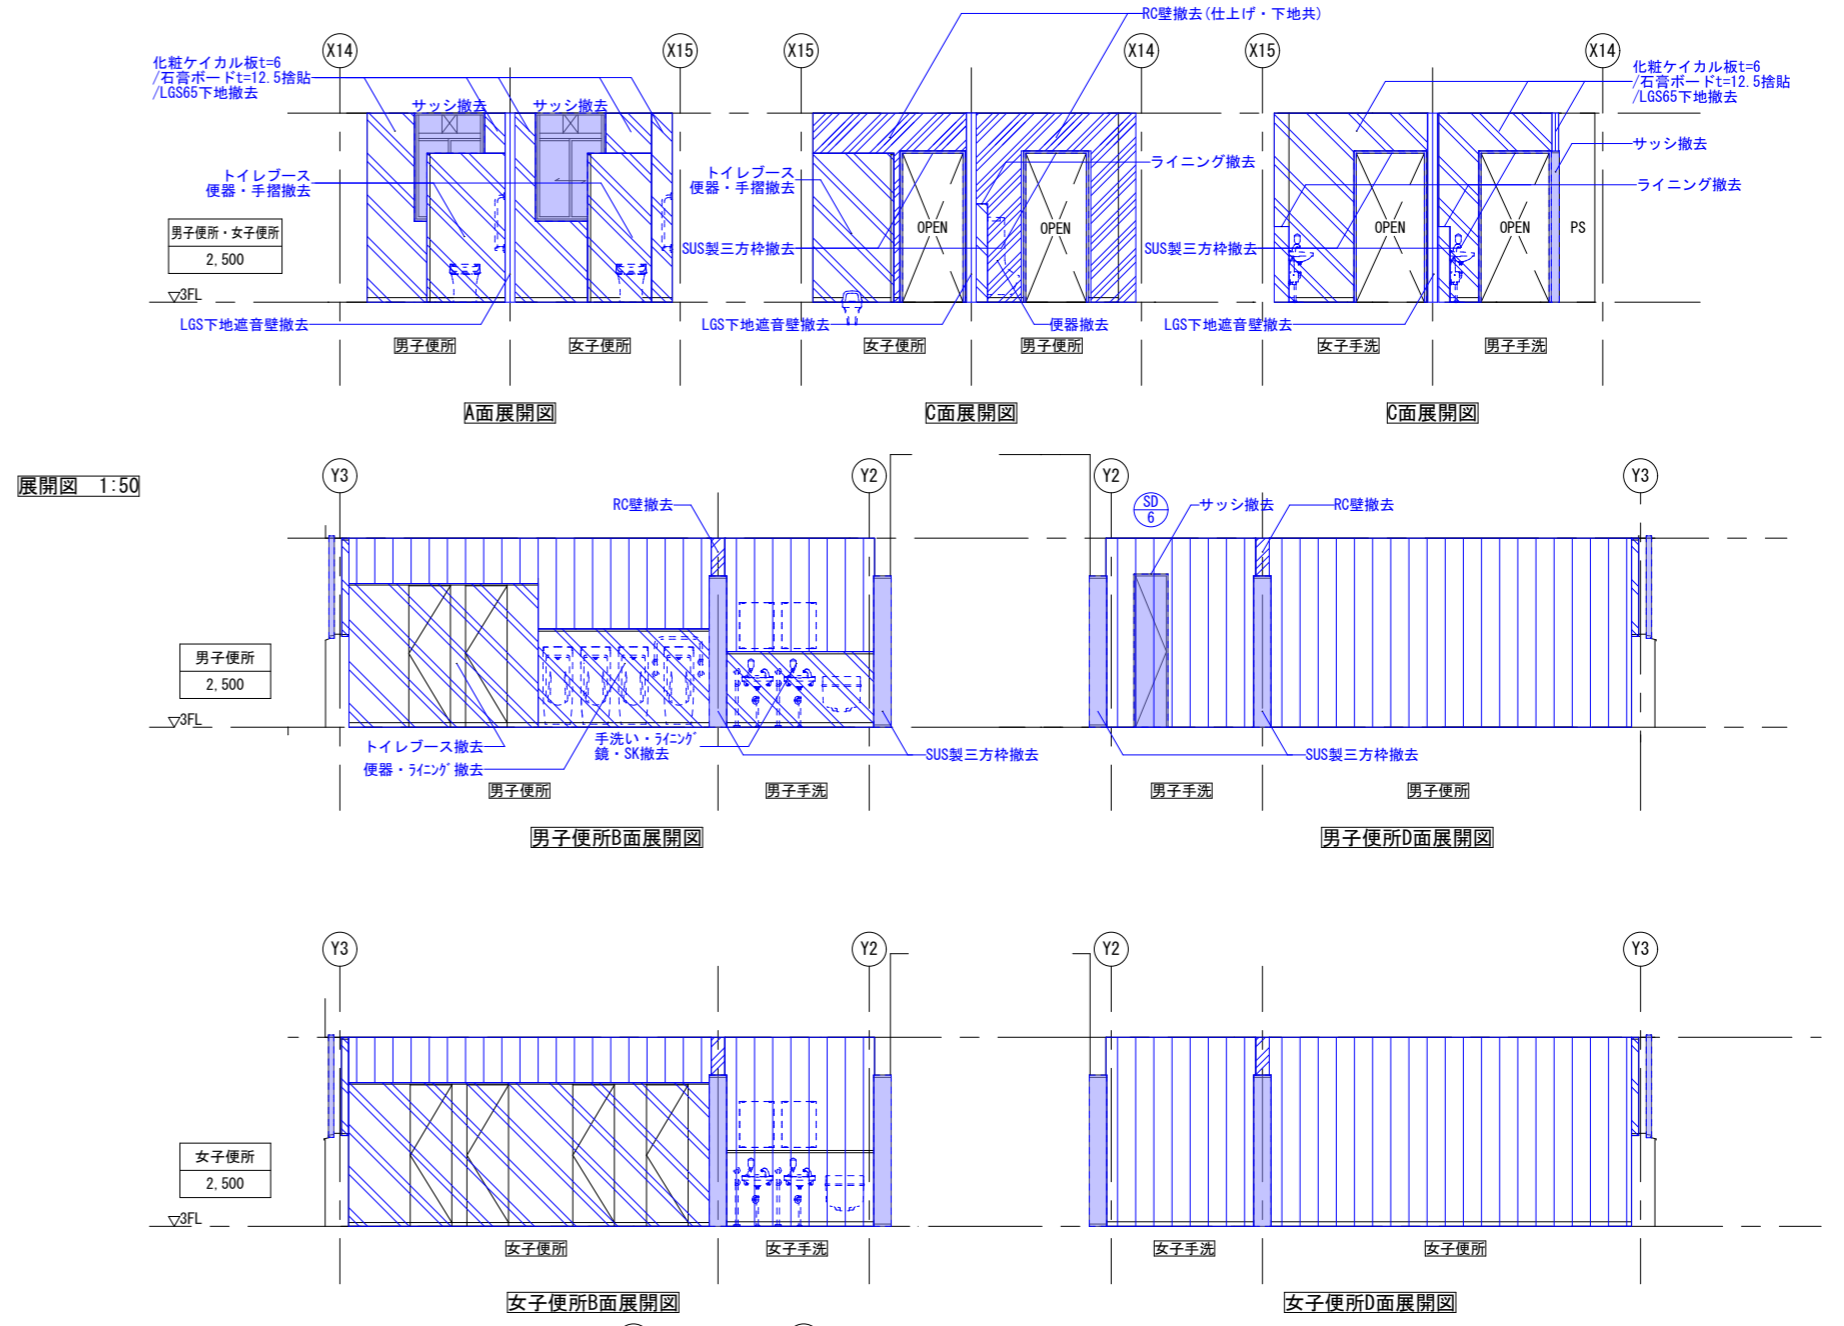 RC壁撤去(仕上げ・下地共)
X14
X15
X15
X14
X15
X14
化粧ケイカル板t=6
/石膏ボードt=12.5捨貼
/LGS65下地撤去
化粧ケイカル板t=6
/石膏ボードt=12.5捨貼
/LGS65下地撤去
サッシ撤去
サッシ撤去
サッシ撤去
ライニング撤去
トイレブース
便器・手摺撤去
トイレブース
便器・手摺撤去
ライニング撤去
男子便所・女子便所
2,500
OPEN
OPEN
OPEN
OPEN
PS
SUS製三方枠撤去
SUS製三方枠撤去
▽3FL
LGS下地遮音壁撤去
LGS下地遮音壁撤去
便器撤去
LGS下地遮音壁撤去
男子便所
女子便所
女子便所
男子便所
女子手洗
男子手洗
A面展開図
C面展開図
C面展開図
展開図 1:50
Y3
Y2
Y2
Y3
RC壁撤去
SD
6
サッシ撤去
RC壁撤去
男子便所
2,500
▽3FL
トイレブース撤去
便器・ﾗｲﾆﾝｸﾞ撤去
手洗い・ﾗｲﾆﾝｸﾞ
鏡・SK撤去
SUS製三方枠撤去
SUS製三方枠撤去
男子便所
男子手洗
男子手洗
男子便所
男子便所B面展開図
男子便所D面展開図
Y3
Y2
Y2
Y3
女子便所
2,500
▽3FL
女子便所
女子手洗
女子手洗
女子便所
女子便所B面展開図
女子便所D面展開図